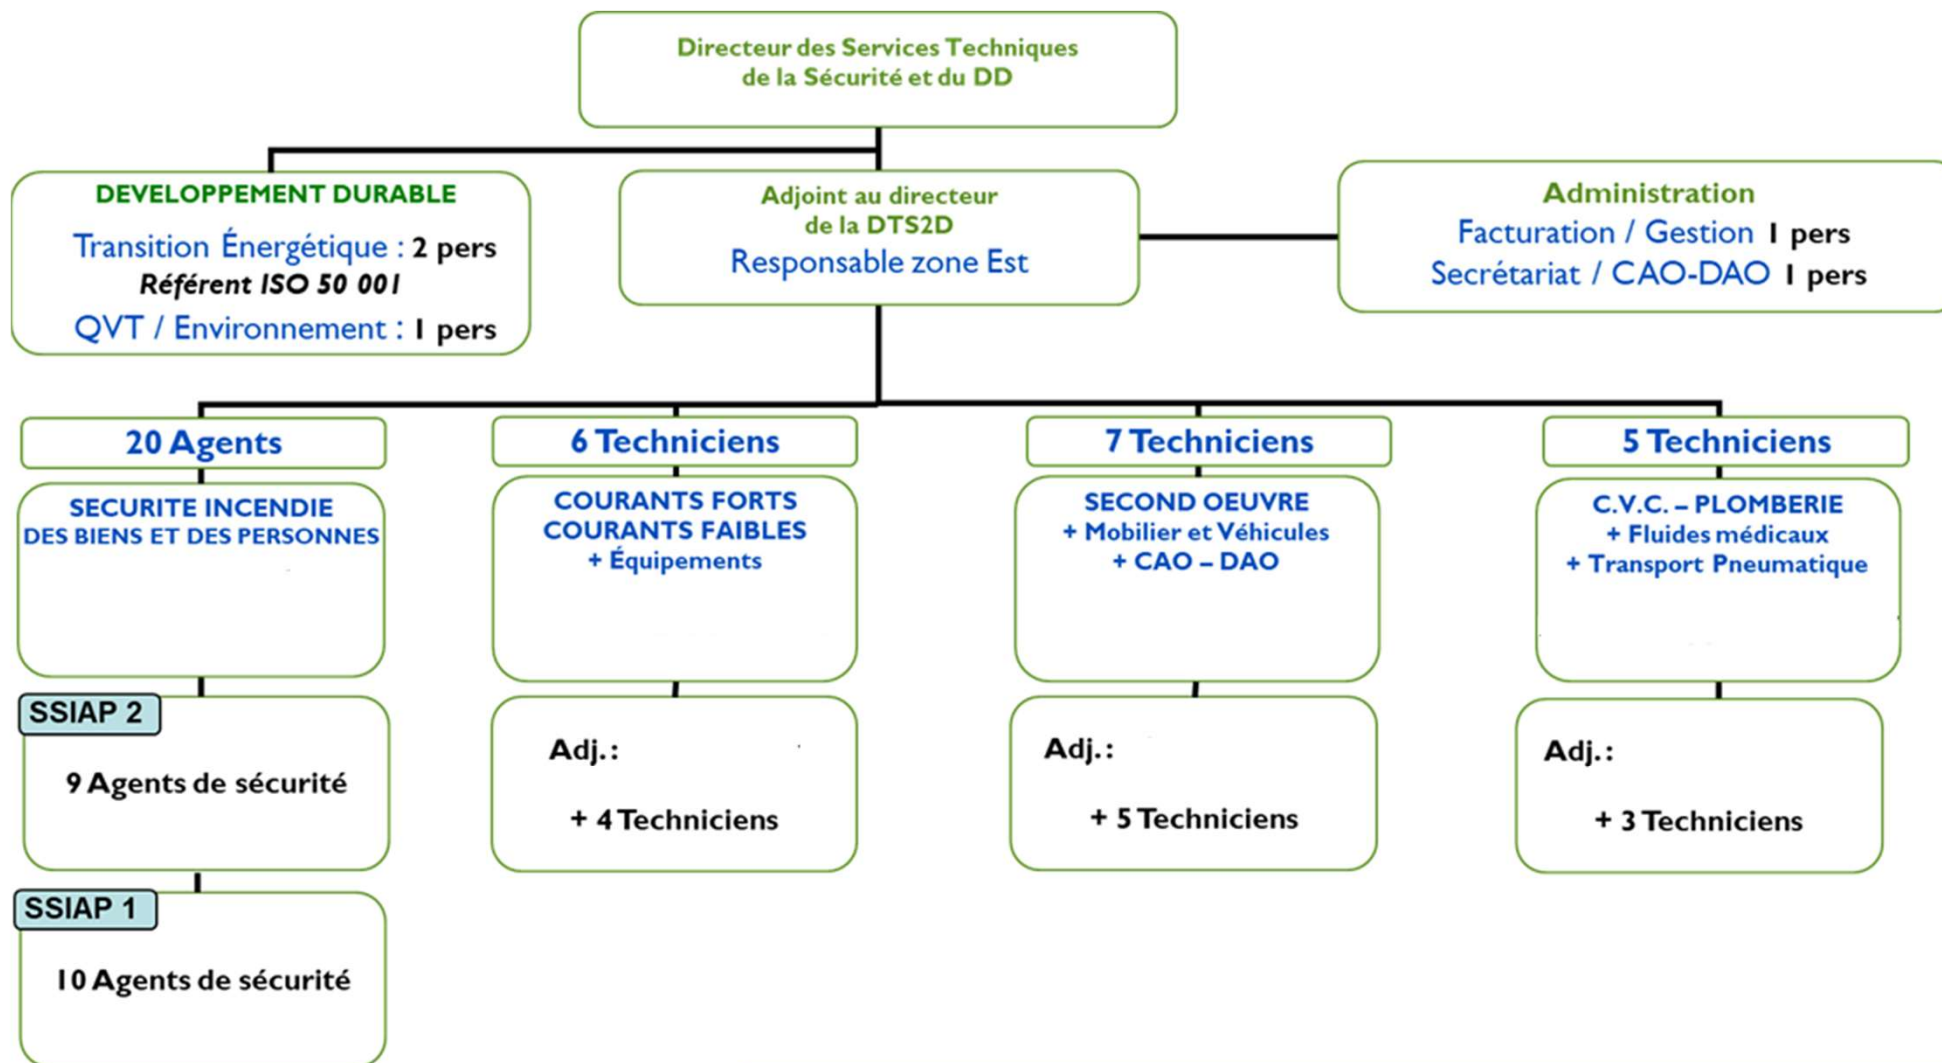 Directeur des Services Techniques
de la Sécurité et du DD
DEVELOPPEMENT DURABLE
Transition Énergétique : 2 pers
Référent ISO 50 001
QVT / Environnement : 1 pers
Adjoint au directeur
de la DTS2D
Responsable zone Est
Administration
Facturation / Gestion 1 pers
Secrétariat / CAO-DAO 1 pers
20 Agents
SECURITE INCENDIE
DES BIENS ET DES PERSONNES
SSIAP 2
9 Agents de sécurité
SSIAP 1
10 Agents de sécurité
6 Techniciens
COURANTS FORTS
COURANTS FAIBLES
+ Équipements
Adj.:
+ 4 Techniciens
7 Techniciens
SECOND OEUVRE
+ Mobilier et Véhicules
+ CAO – DAO
Adj.:
+ 5 Techniciens
5 Techniciens
C.V.C. – PLOMBERIE
+ Fluides médicaux
+ Transport Pneumatique
Adj.:
+ 3 Techniciens